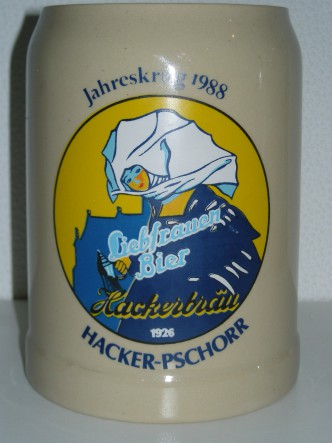 Jahreskrug 1988
Liebfrauen
Bier
Hackerbräu
1926
HACKER-PSCHORR